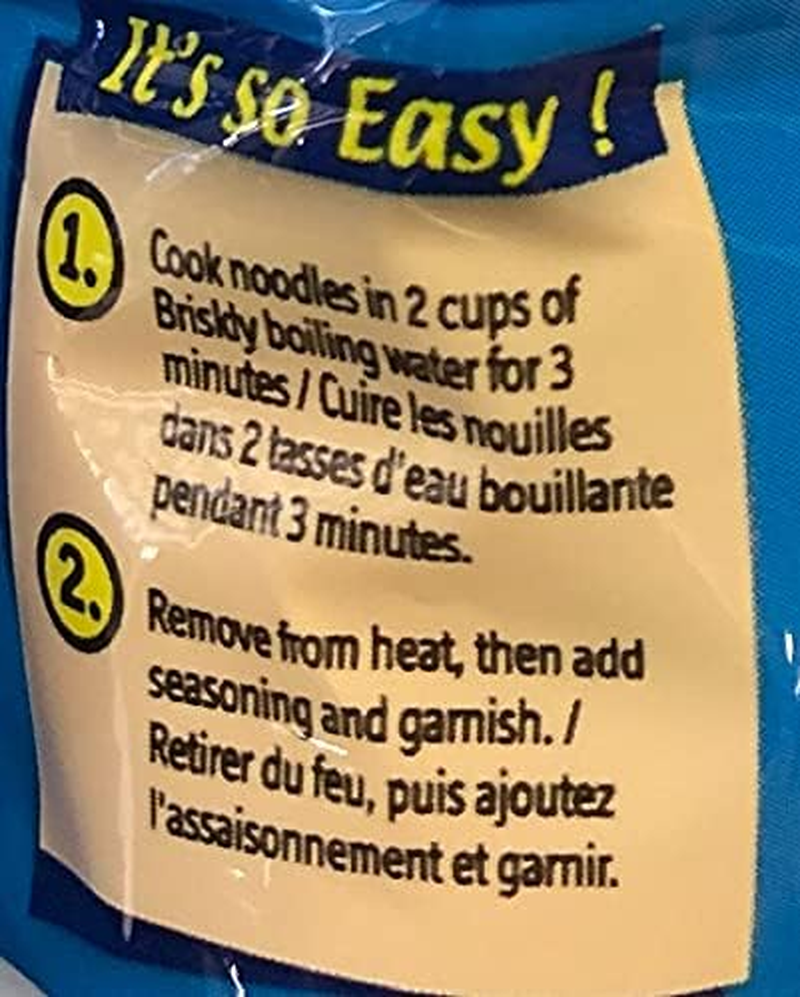 It's so Easy !
1.
Cook noodles in 2 cups of
Briskly boiling water for 3
minutes / Cuire les nouilles
dans 2 tasses d'eau bouillante
pendant 3 minutes.
2.
Remove from heat, then add
seasoning and garnish. /
Retirer du feu, puis ajoutez
l'assaisonnement et garnir.